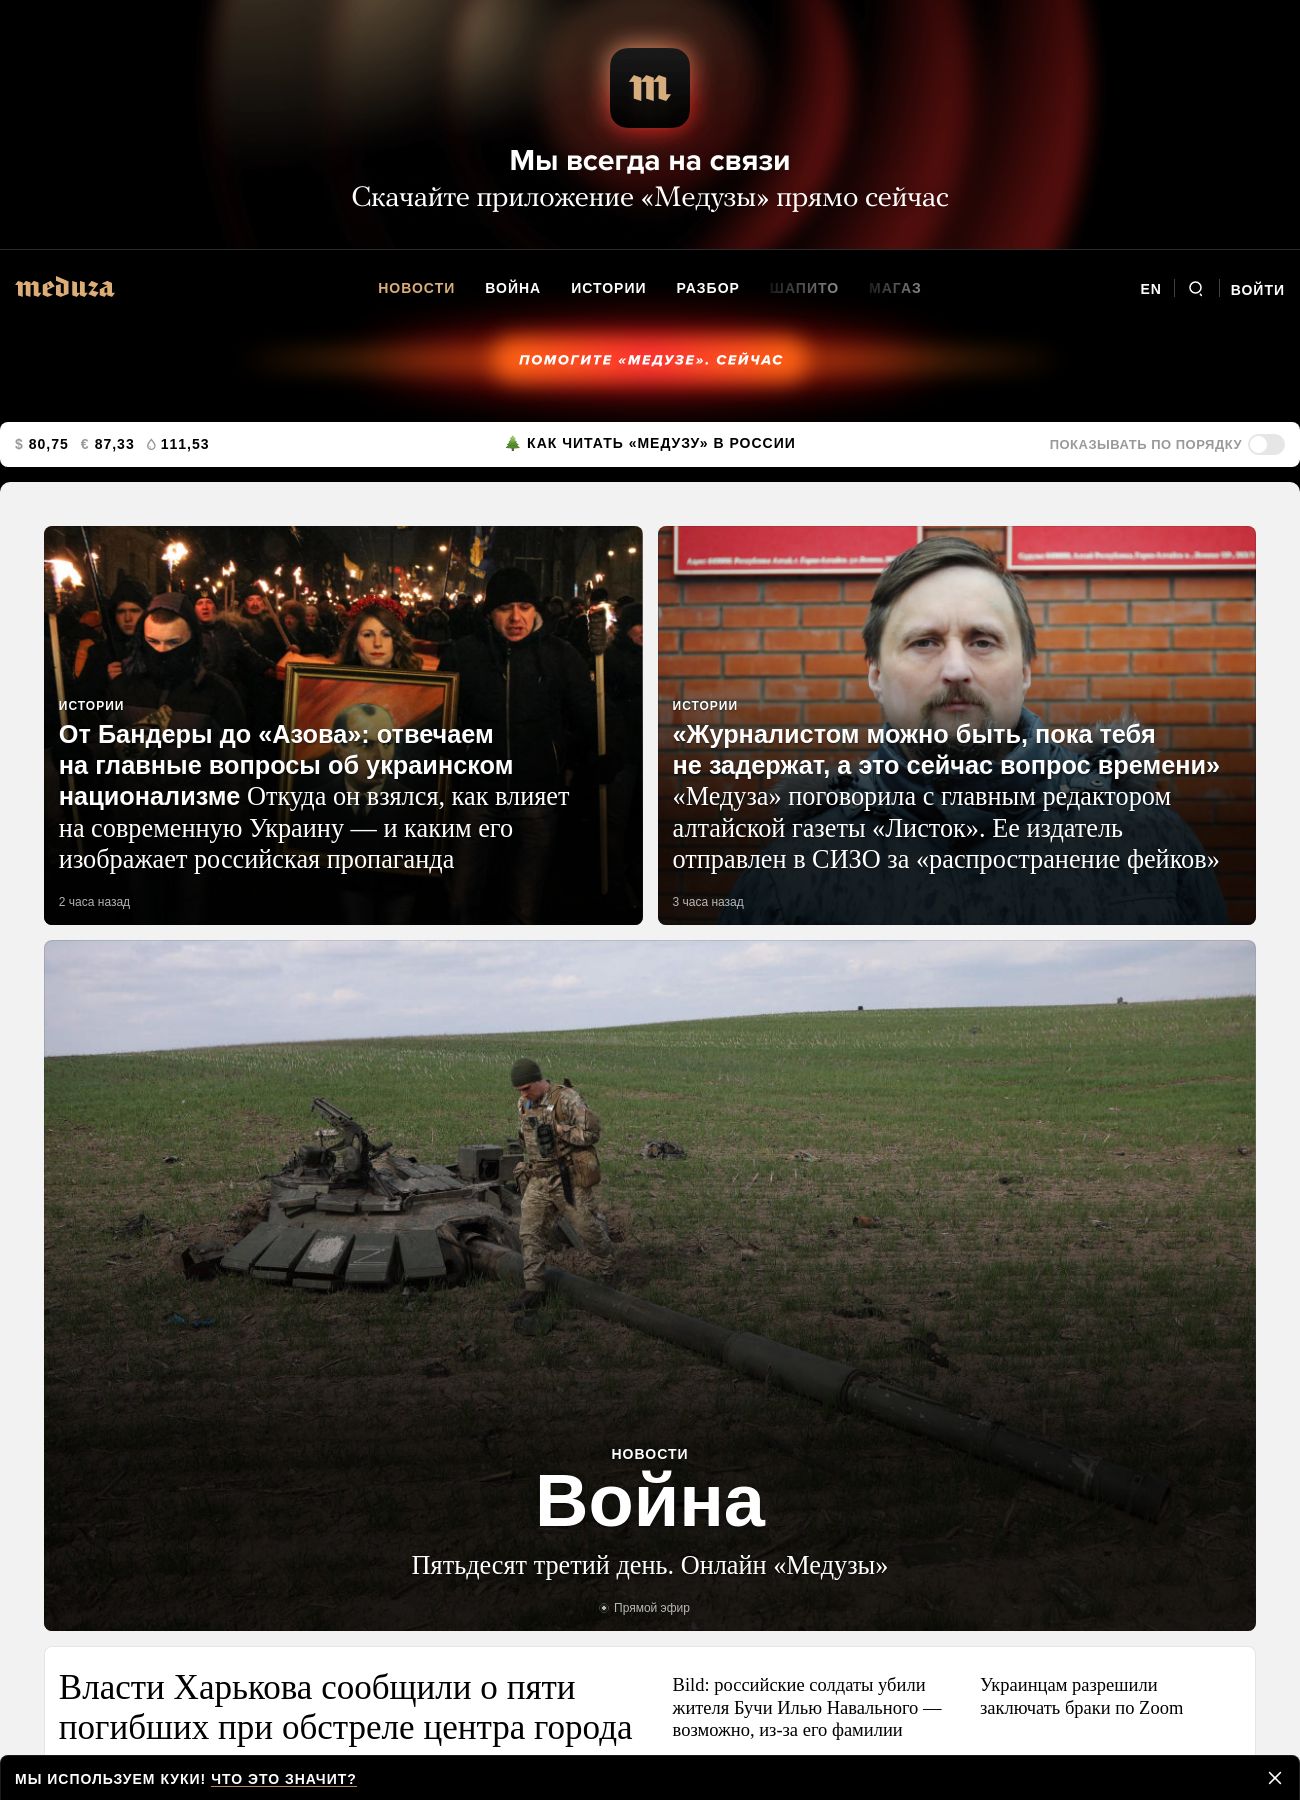 m
Мы всегда на связи
Скачайте приложение «Медузы» прямо сейчас
meduza
НОВОСТИ ВОЙНА ИСТОРИИ РАЗБОР ШАПИТО МАГАЗ
EN ВОЙТИ
ПОМОГИТЕ «МЕДУЗЕ». СЕЙЧАС
$ 80,75 € 87,33 111,53
КАК ЧИТАТЬ «МЕДУЗУ» В РОССИИ
ПОКАЗЫВАТЬ ПО ПОРЯДКУ
ИСТОРИИ
От Бандеры до «Азова»: отвечаем
на главные вопросы об украинском
национализме Откуда он взялся, как влияет
на современную Украину — и каким его
изображает российская пропаганда
2 часа назад
ИСТОРИИ
«Журналистом можно быть, пока тебя
не задержат, а это сейчас вопрос времени»
«Медуза» поговорила с главным редактором
алтайской газеты «Листок». Ее издатель
отправлен в СИЗО за «распространение фейков»
3 часа назад
НОВОСТИ
Война
Пятьдесят третий день. Онлайн «Медузы»
Прямой эфир
Власти Харькова сообщили о пяти
погибших при обстреле центра города
Bild: российские солдаты убили
жителя Бучи Илью Навального —
возможно, из-за его фамилии
Украинцам разрешили
заключать браки по Zoom
МЫ ИСПОЛЬЗУЕМ КУКИ! ЧТО ЭТО ЗНАЧИТ?